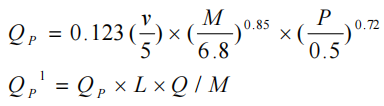 Q_P = 0.123 (v/5) × (M/6.8)^0.85 × (P/0.5)^0.72
Q_P^1 = Q_P × L × Q / M